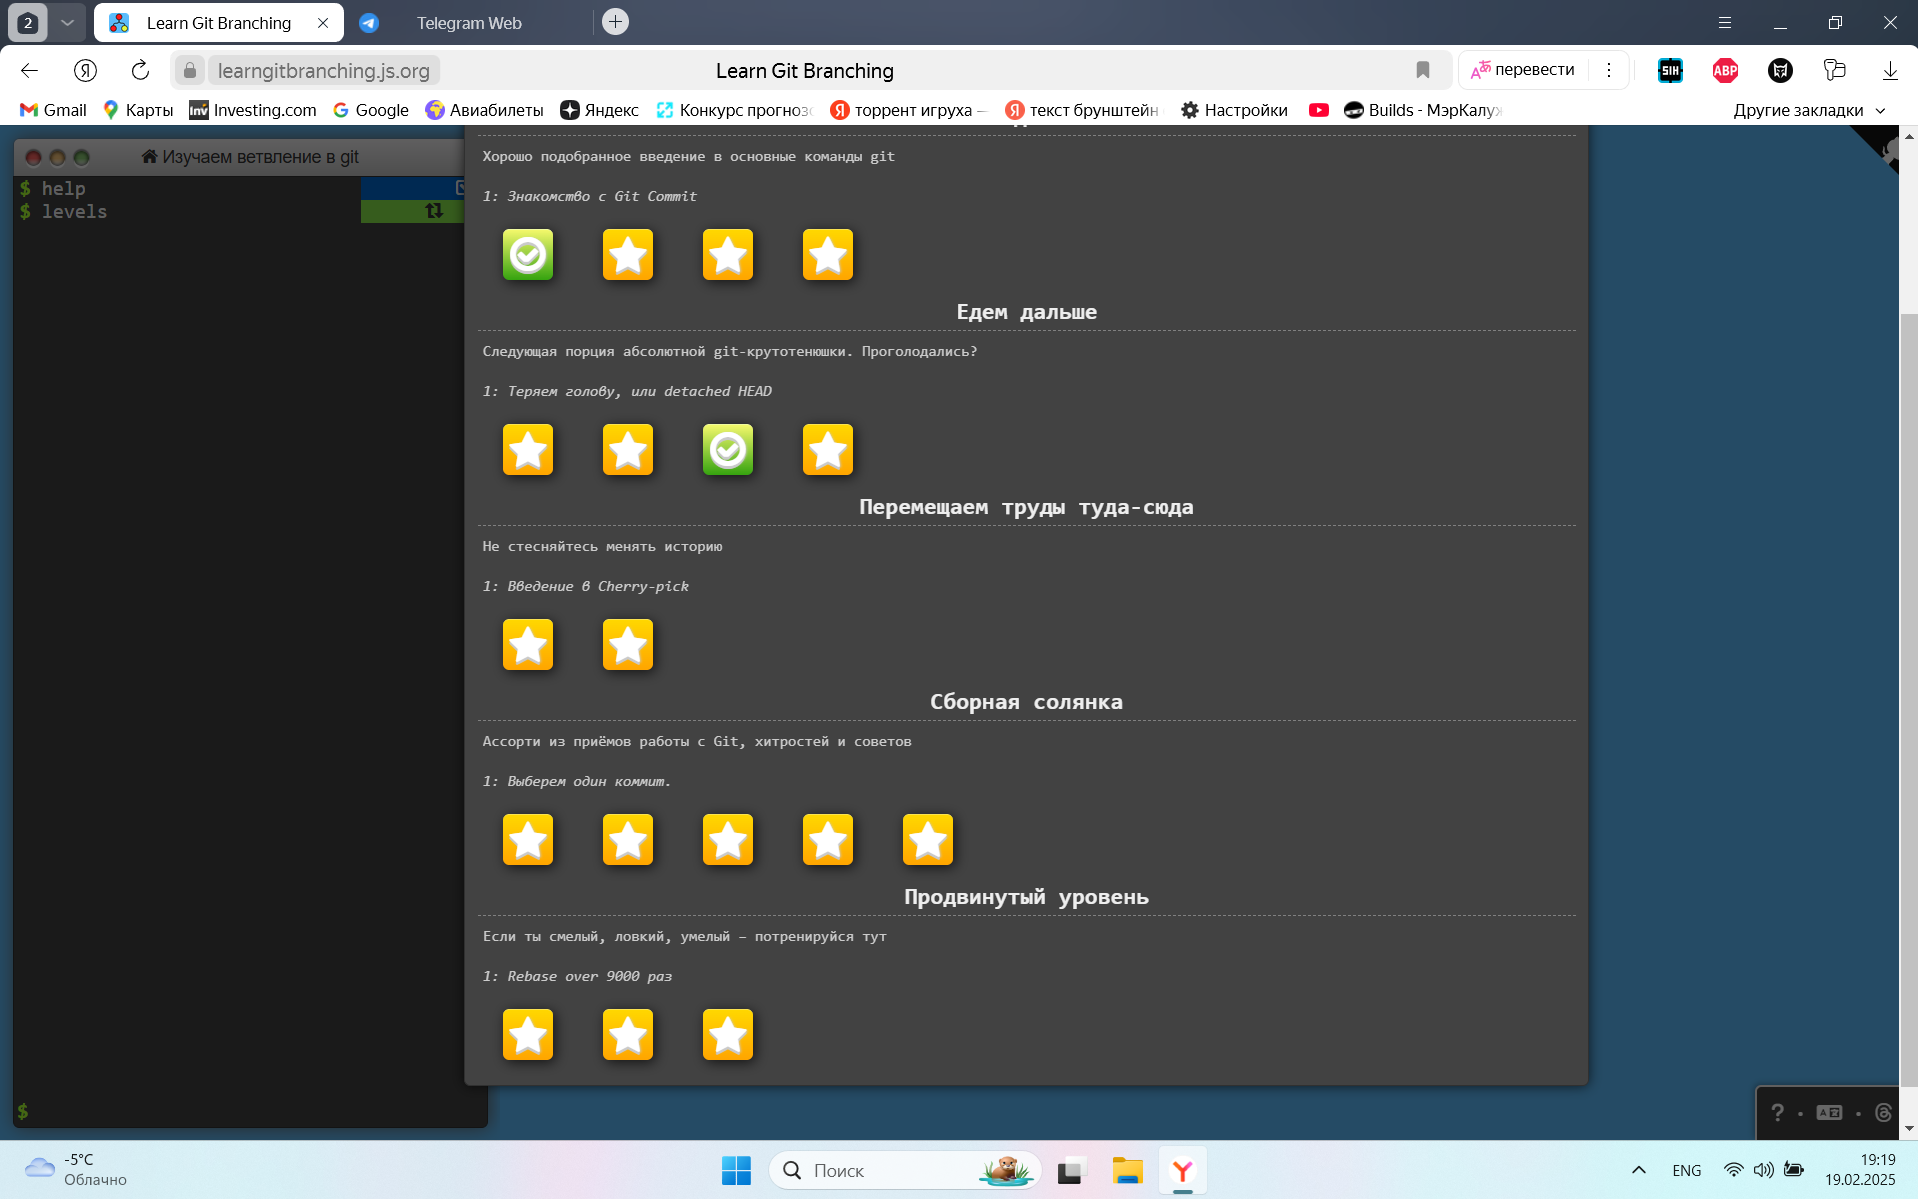 2
Learn Git Branching
Telegram Web
learngitbranching.js.org
Learn Git Branching
перевести
SIH
ABP
Gmail
Карты
Inv
Investing.com
Google
Авиабилеты
Яндекс
Конкурс прогноз
торрент игруха –
текст брунштейн
Настройки
Builds - МэрКалуж
Другие закладки
Изучаем ветвление в git
$ help
$ levels
Хорошо подобранное введение в основные команды git
1: Знакомство с Git Commit
Едем дальше
Следующая порция абсолютной git-крутотенюшки. Проголодались?
1: Теряем голову, или detached HEAD
Перемещаем труды туда-сюда
Не стесняйтесь менять историю
1: Введение в Cherry-pick
Сборная солянка
Ассорти из приёмов работы с Git, хитростей и советов
1: Выберем один коммит.
Продвинутый уровень
Если ты смелый, ловкий, умелый — потренируйся тут
1: Rebase over 9000 раз
$
?
-5°C
Облачно
Поиск
ENG
19:19
19.02.2025